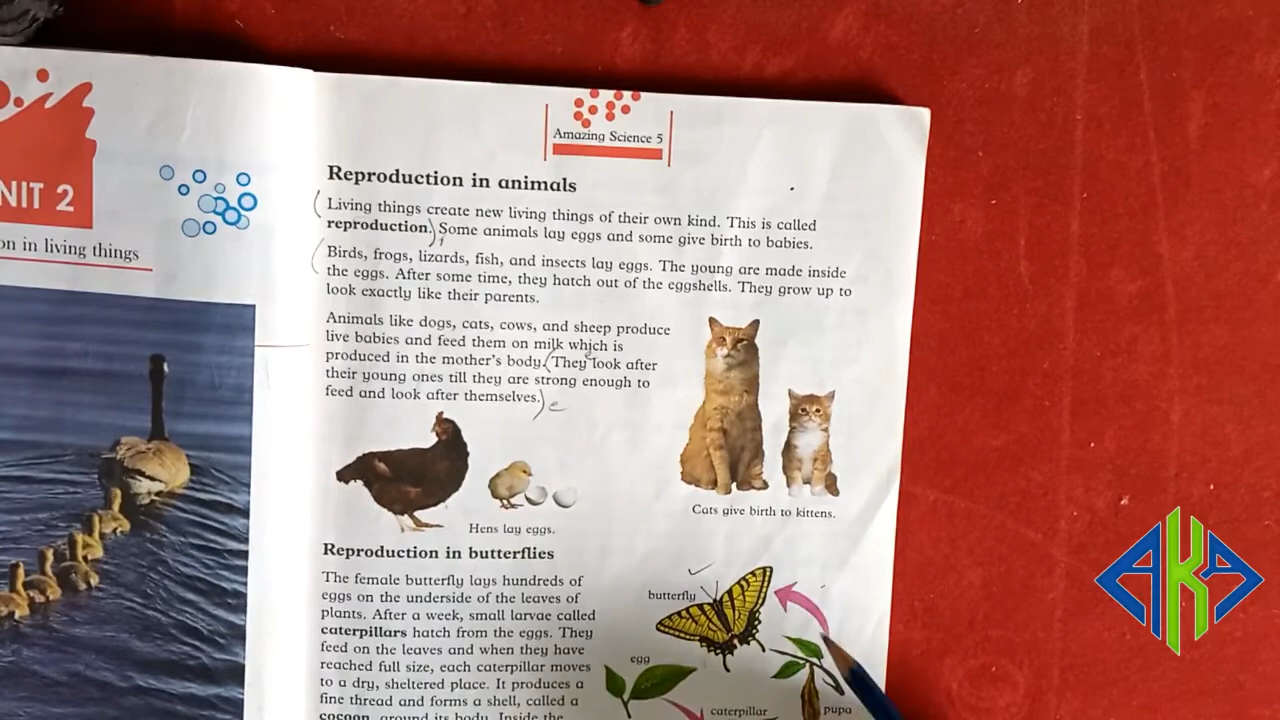 NIT 2
on in living things
Amazing Science 5
Reproduction in animals
Living things create new living things of their own kind. This is called
reproduction. Some animals lay eggs and some give birth to babies.
Birds, frogs, lizards, fish, and insects lay eggs. The young are made inside
the eggs. After some time, they hatch out of the eggshells. They grow up to
look exactly like their parents.
Animals like dogs, cats, cows, and sheep produce
live babies and feed them on milk which is
produced in the mother's body. They look after
their young ones till they are strong enough to
feed and look after themselves.
Hens lay eggs.
Cats give birth to kittens.
Reproduction in butterflies
The female butterfly lays hundreds of
eggs on the underside of the leaves of
plants. After a week, small larvae called
caterpillars hatch from the eggs. They
feed on the leaves and when they have
reached full size, each caterpillar moves
to a dry, sheltered place. It produces a
fine thread and forms a shell, called a
cocoon, around its body. Inside the
butterfly
egg
caterpillar
pupa
AKA